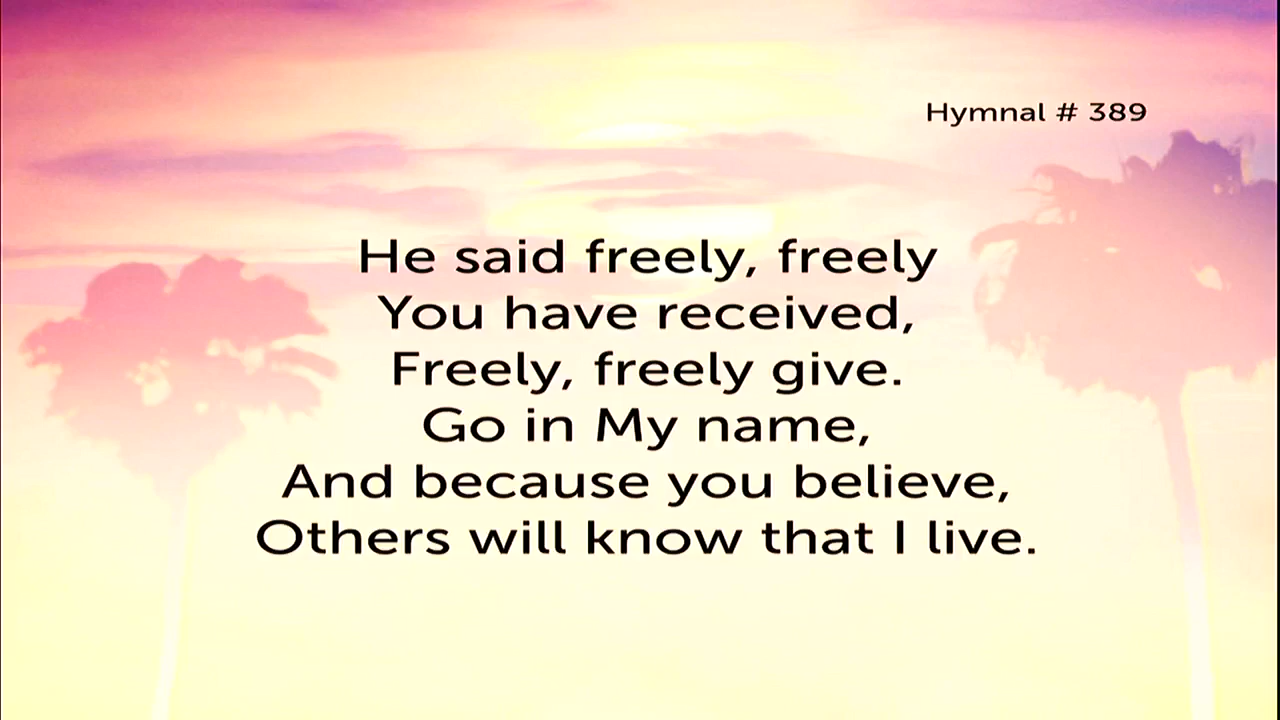 Hymnal # 389
He said freely, freely
You have received,
Freely, freely give.
Go in My name,
And because you believe,
Others will know that I live.